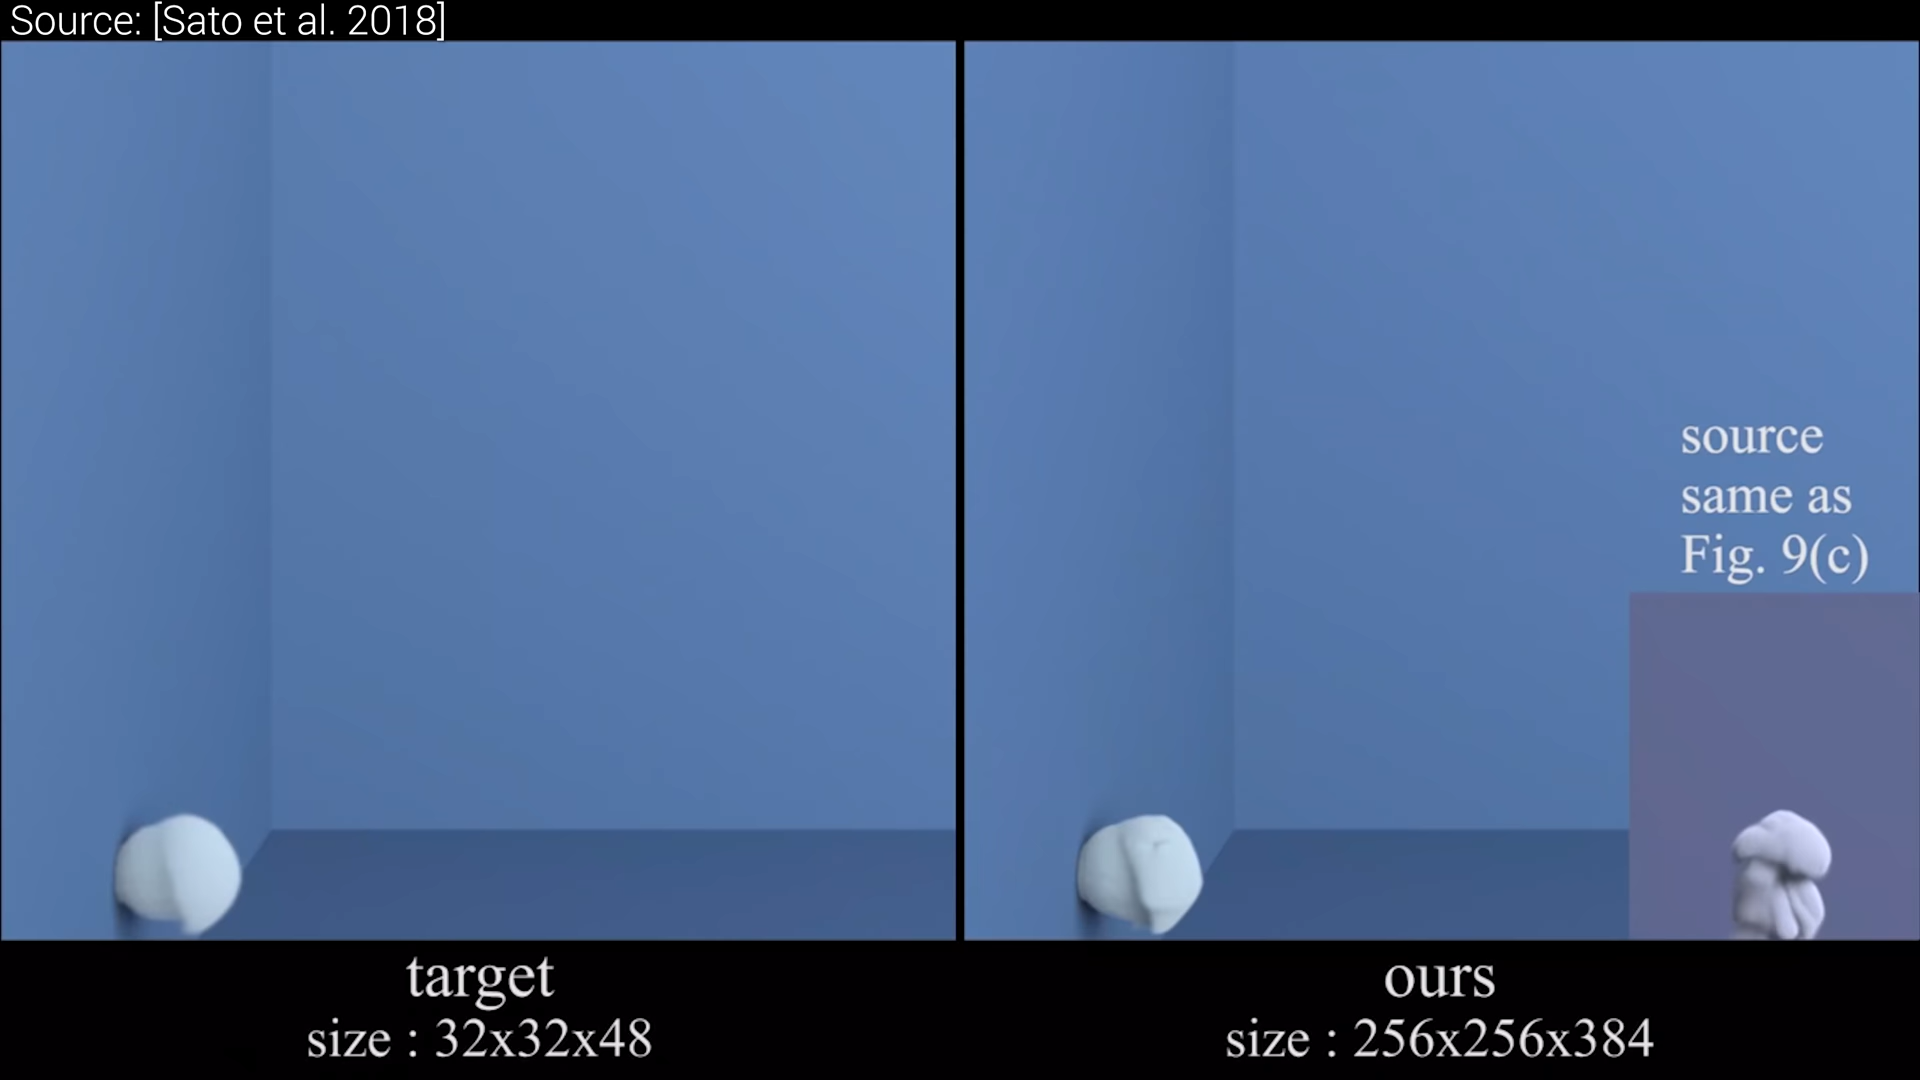 Source: [Sato et al. 2018]
source
same as
Fig. 9(c)
target
size : 32x32x48
ours
size : 256x256x384